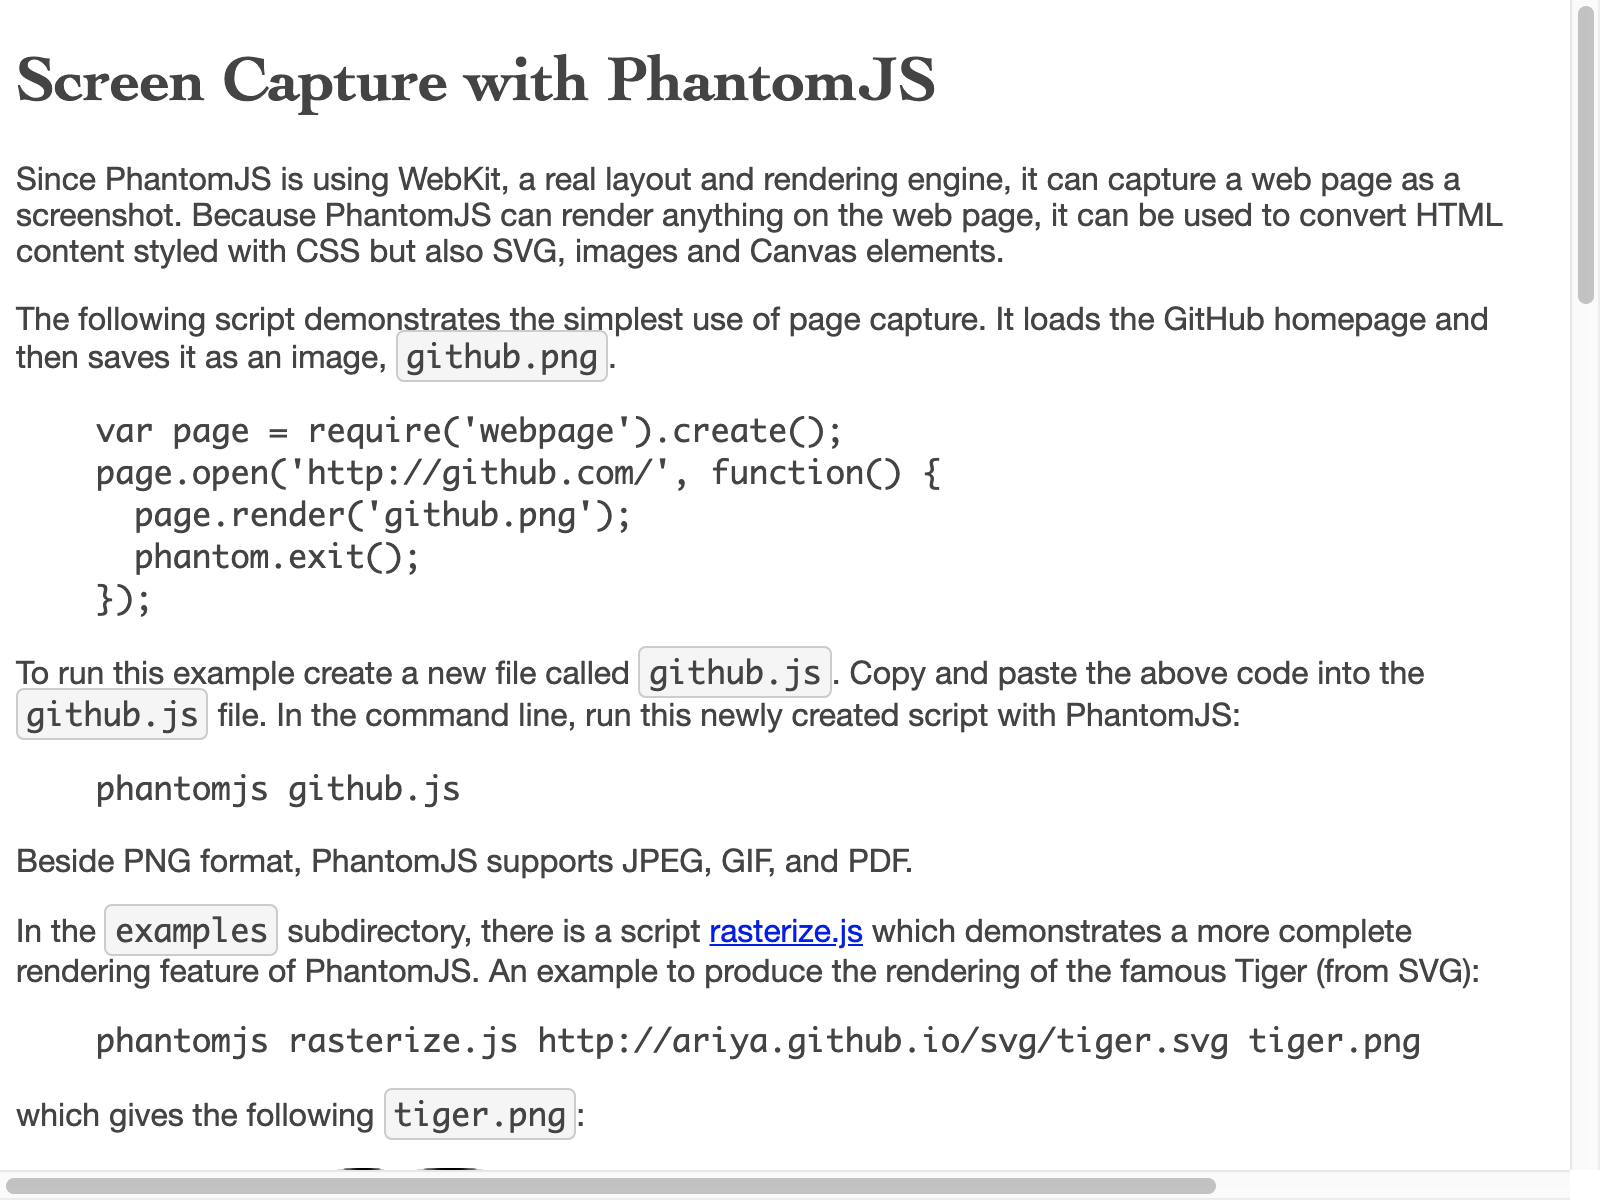 Screen Capture with PhantomJS
Since PhantomJS is using WebKit, a real layout and rendering engine, it can capture a web page as a
screenshot. Because PhantomJS can render anything on the web page, it can be used to convert HTML
content styled with CSS but also SVG, images and Canvas elements.
The following script demonstrates the simplest use of page capture. It loads the GitHub homepage and
then saves it as an image, github.png.
var page = require('webpage').create();
page.open('http://github.com/', function() {
  page.render('github.png');
  phantom.exit();
});
To run this example create a new file called github.js. Copy and paste the above code into the
github.js file. In the command line, run this newly created script with PhantomJS:
phantomjs github.js
Beside PNG format, PhantomJS supports JPEG, GIF, and PDF.
In the examples subdirectory, there is a script rasterize.js which demonstrates a more complete
rendering feature of PhantomJS. An example to produce the rendering of the famous Tiger (from SVG):
phantomjs rasterize.js http://ariya.github.io/svg/tiger.svg tiger.png
which gives the following tiger.png: